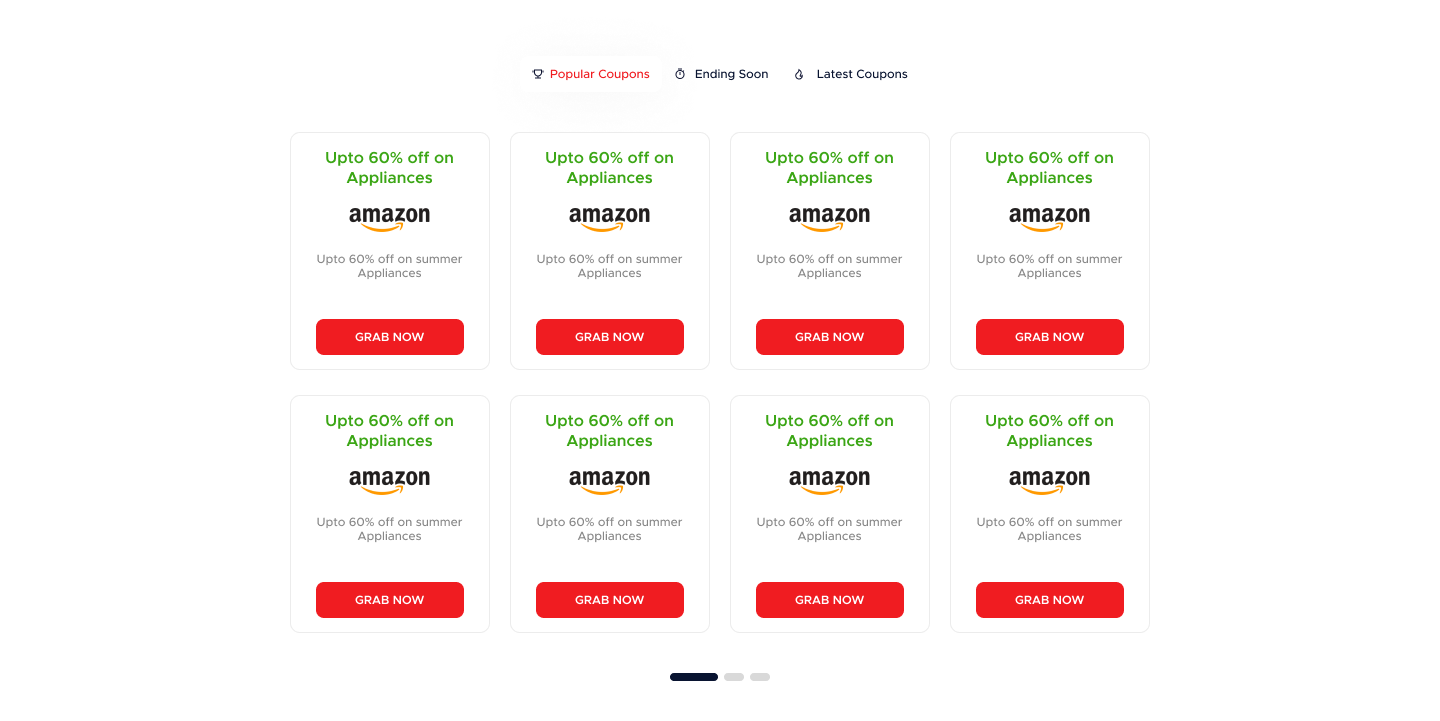 Popular Coupons Ending Soon Latest Coupons
Upto 60% off on
Appliances
amazon
Upto 60% off on summer
Appliances
GRAB NOW
Upto 60% off on
Appliances
amazon
Upto 60% off on summer
Appliances
GRAB NOW
Upto 60% off on
Appliances
amazon
Upto 60% off on summer
Appliances
GRAB NOW
Upto 60% off on
Appliances
amazon
Upto 60% off on summer
Appliances
GRAB NOW
Upto 60% off on
Appliances
amazon
Upto 60% off on summer
Appliances
GRAB NOW
Upto 60% off on
Appliances
amazon
Upto 60% off on summer
Appliances
GRAB NOW
Upto 60% off on
Appliances
amazon
Upto 60% off on summer
Appliances
GRAB NOW
Upto 60% off on
Appliances
amazon
Upto 60% off on summer
Appliances
GRAB NOW